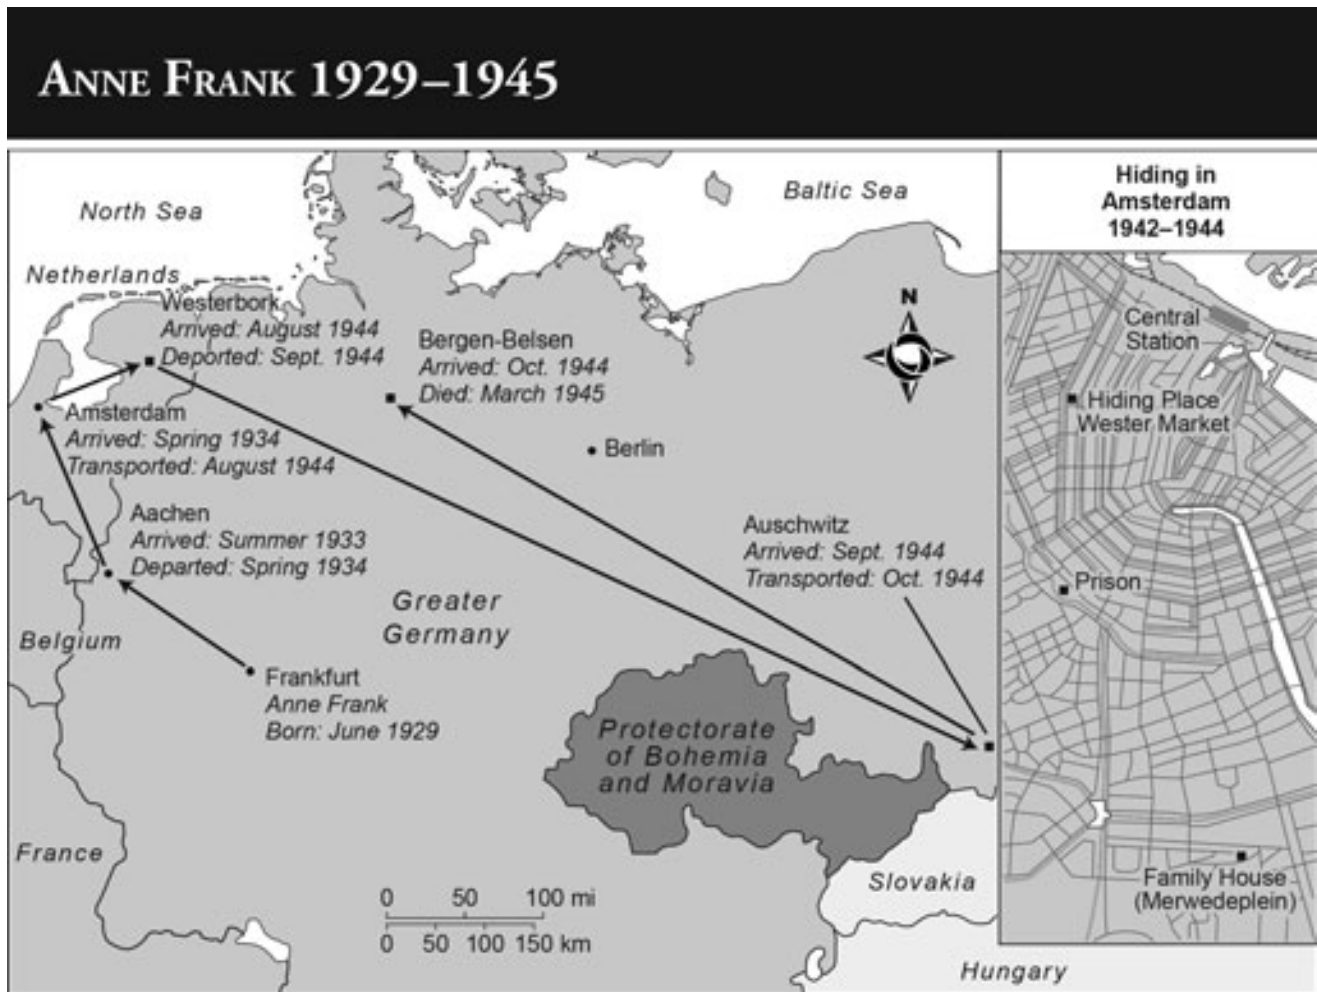 ANNE FRANK 1929–1945
North Sea
Baltic Sea
Netherlands
Westerbork
Arrived: August 1944
Deported: Sept. 1944
Bergen-Belsen
Arrived: Oct. 1944
Died: March 1945
N
Amsterdam
Arrived: Spring 1934
Transported: August 1944
Berlin
Aachen
Arrived: Summer 1933
Departed: Spring 1934
Auschwitz
Arrived: Sept. 1944
Transported: Oct. 1944
Greater
Germany
Belgium
Frankfurt
Anne Frank
Born: June 1929
Protectorate
of Bohemia
and Moravia
France
Slovakia
Hungary
0 50 100 mi
0 50 100 150 km
Hiding in
Amsterdam
1942–1944
Central
Station
Hiding Place
Wester Market
Prison
Family House
(Merwedeplein)